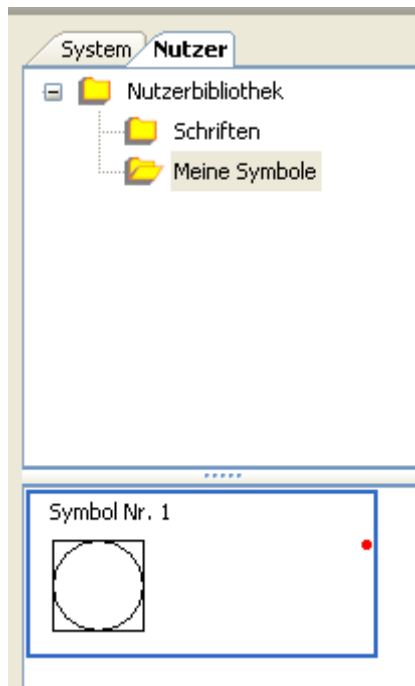 System Nutzer
Nutzerbibliothek
Schriften
Meine Symbole
Symbol Nr. 1